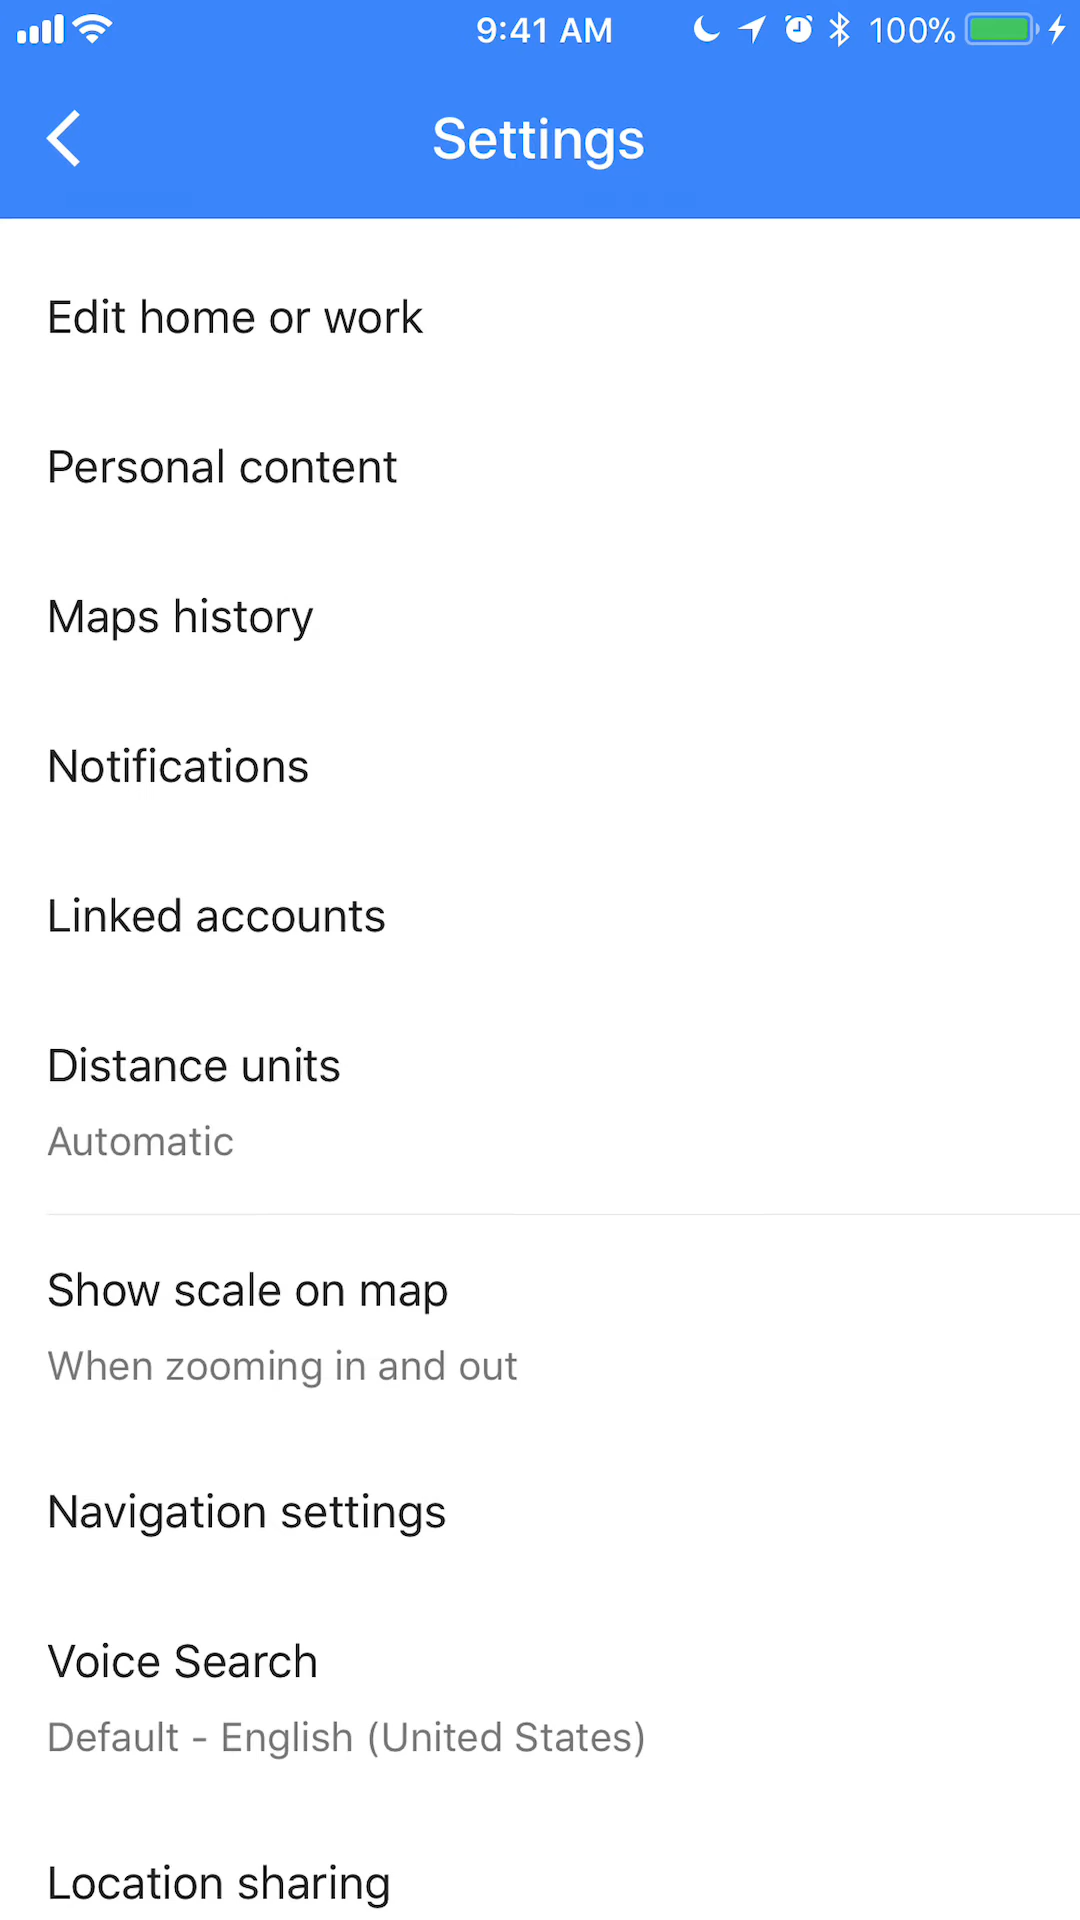 9:41 AM 100%
Settings
Edit home or work
Personal content
Maps history
Notifications
Linked accounts
Distance units
Automatic
Show scale on map
When zooming in and out
Navigation settings
Voice Search
Default - English (United States)
Location sharing